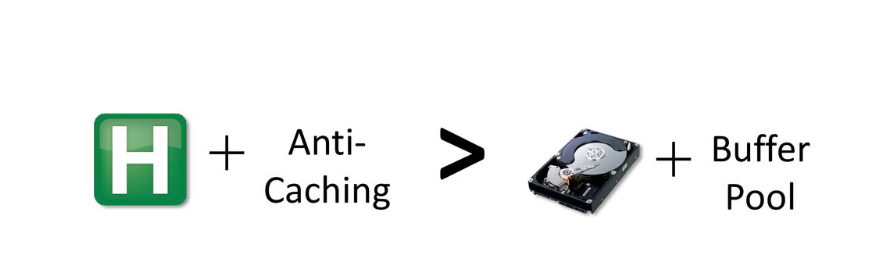 H + Anti-
Caching
> + Buffer
Pool